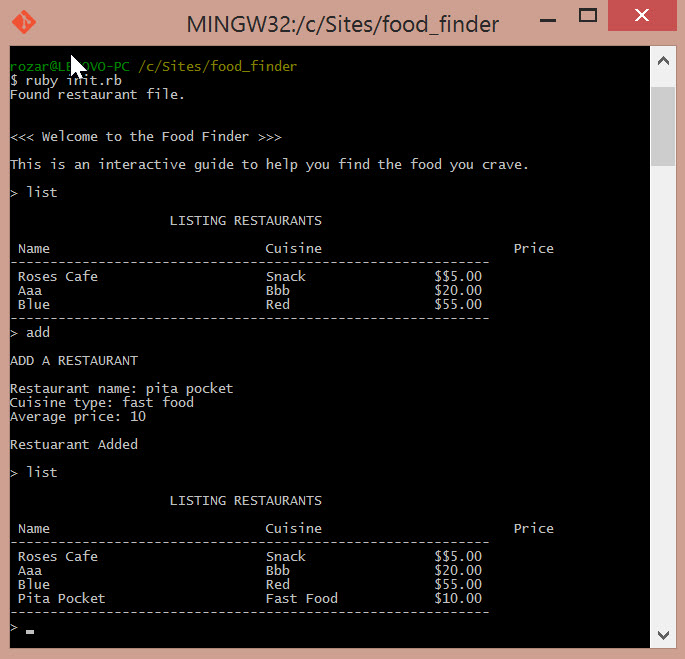 MINGW32:/c/Sites/food_finder
rozar@LENOVO-PC /c/Sites/food_finder
$ ruby init.rb
Found restaurant file.
<<< Welcome to the Food Finder >>>
This is an interactive guide to help you find the food you crave.
> list
LISTING RESTAURANTS
Name Cuisine Price
------------------------------------------------------------
Roses Cafe Snack $$5.00
Aaa Bbb $20.00
Blue Red $55.00
------------------------------------------------------------
> add
ADD A RESTAURANT
Restaurant name: pita pocket
Cuisine type: fast food
Average price: 10
Restuarant Added
> list
LISTING RESTAURANTS
Name Cuisine Price
------------------------------------------------------------
Roses Cafe Snack $$5.00
Aaa Bbb $20.00
Blue Red $55.00
Pita Pocket Fast Food $10.00
------------------------------------------------------------
> _